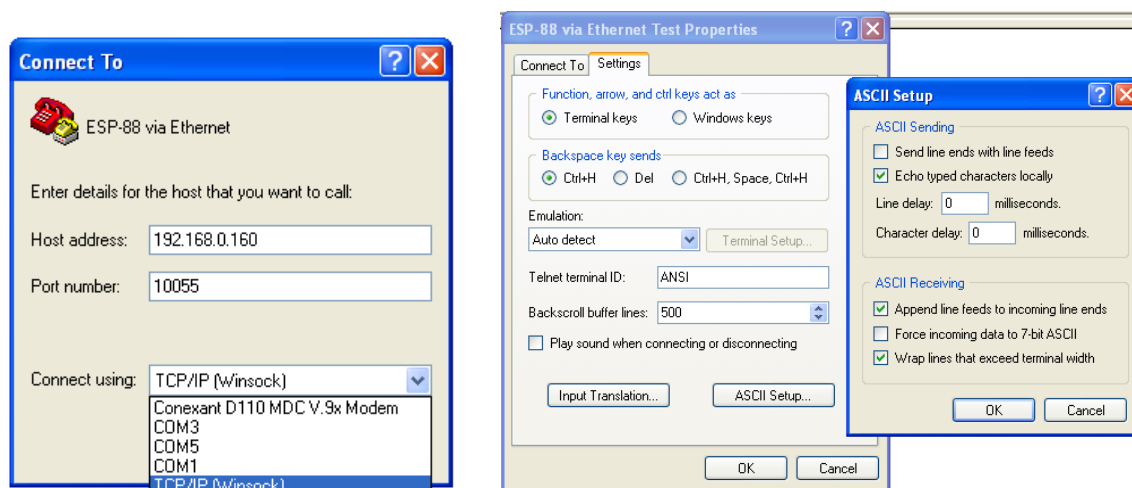 Connect To
ESP-88 via Ethernet
Enter details for the host that you want to call:
Host address: 192.168.0.160
Port number: 10055
Connect using: TCP/IP (Winsock)
Conexant D110 MDC V.9x Modem
COM3
COM5
COM1
TCP/IP (Winsock)
ESP-88 via Ethernet Test Properties
Connect To Settings
Function, arrow, and ctrl keys act as
Terminal keys Windows keys
Backspace key sends
Ctrl+H Del Ctrl+H, Space, Ctrl+H
Emulation:
Auto detect Terminal Setup...
Telnet terminal ID: ANSI
Backscroll buffer lines: 500
Play sound when connecting or disconnecting
Input Translation... ASCII Setup...
OK Cancel
ASCII Setup
ASCII Sending
Send line ends with line feeds
Echo typed characters locally
Line delay: 0 milliseconds.
Character delay: 0 milliseconds.
ASCII Receiving
Append line feeds to incoming line ends
Force incoming data to 7-bit ASCII
Wrap lines that exceed terminal width
OK Cancel